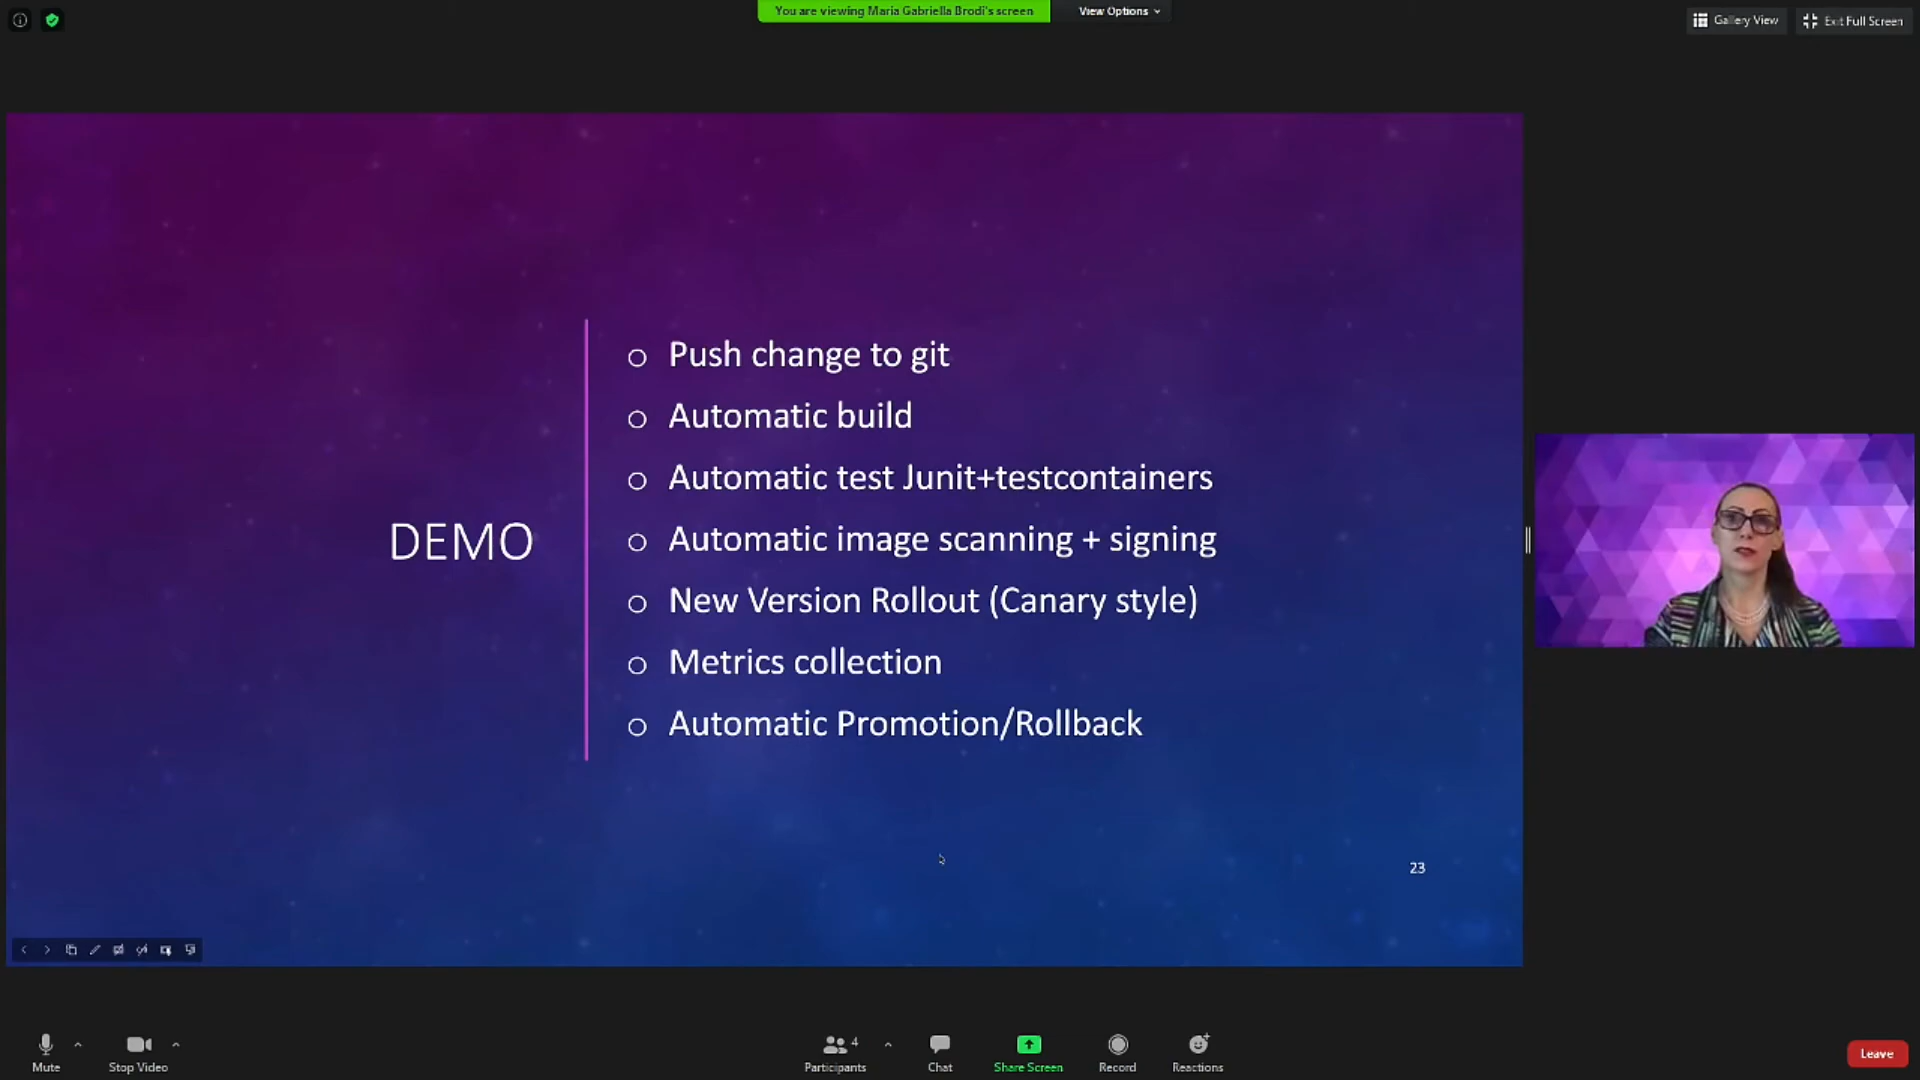 You are viewing Maria Gabriella Brodi's screen
View Options
Gallery View
Exit Full Screen
DEMO
o Push change to git
o Automatic build
o Automatic test Junit+testcontainers
o Automatic image scanning + signing
o New Version Rollout (Canary style)
o Metrics collection
o Automatic Promotion/Rollback
23
Mute
Stop Video
4
Participants
Chat
Share Screen
Record
Reactions
Leave